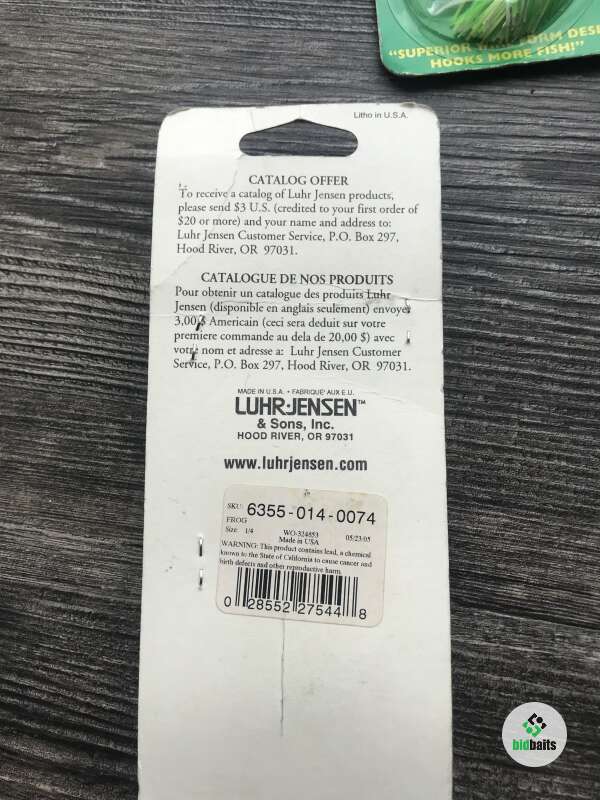 "SUPERIOR FORM DESI
HOOKS MORE FISH!"
Litho in U.S.A.
CATALOG OFFER
To receive a catalog of Luhr Jensen products,
please send $3 U.S. (credited to your first order of
$20 or more) and your name and address to:
Luhr Jensen Customer Service, P.O. Box 297,
Hood River, OR 97031.
CATALOGUE DE NOS PRODUITS
Pour obtenir un catalogue des produits Luhr
Jensen (disponible en anglais seulement) envoyez
3,00 $ Americain (ceci sera deduit sur votre
premiere commande au dela de 20,00 $) avec
votre nom et adresse a: Luhr Jensen Customer
Service, P.O. Box 297, Hood River, OR 97031.
MADE IN U.S.A. • FABRIQUE' AUX E.U.
LUHR-JENSEN™
& Sons, Inc.
HOOD RIVER, OR 97031
www.luhrjensen.com
SKU: 6355-014-0074
FROG
Size: 1/4 WO-324653 05/23/05
Made in USA
WARNING: This product contains lead, a chemical
known to the State of California to cause cancer and
birth defects and other reproductive harm.
0 28552 27544 8
bidbaits